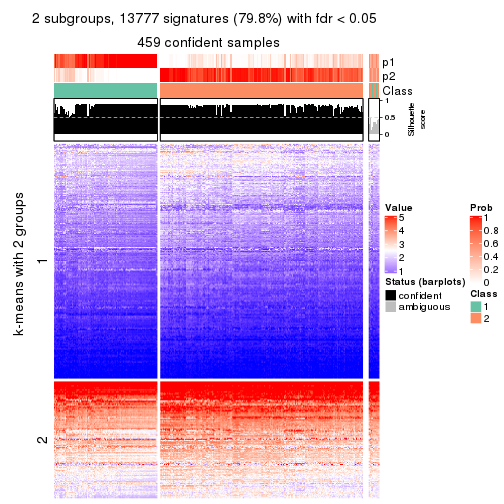 2 subgroups, 13777 signatures (79.8%) with fdr < 0.05
459 confident samples
p1
p2
Class
1
0.5
0
Silhouette
score
k-means with 2 groups
1
2
Value
5
4
3
2
1
Status (barplots)
confident
ambiguous
Prob
1
0.8
0.6
0.4
0.2
0
Class
1
2